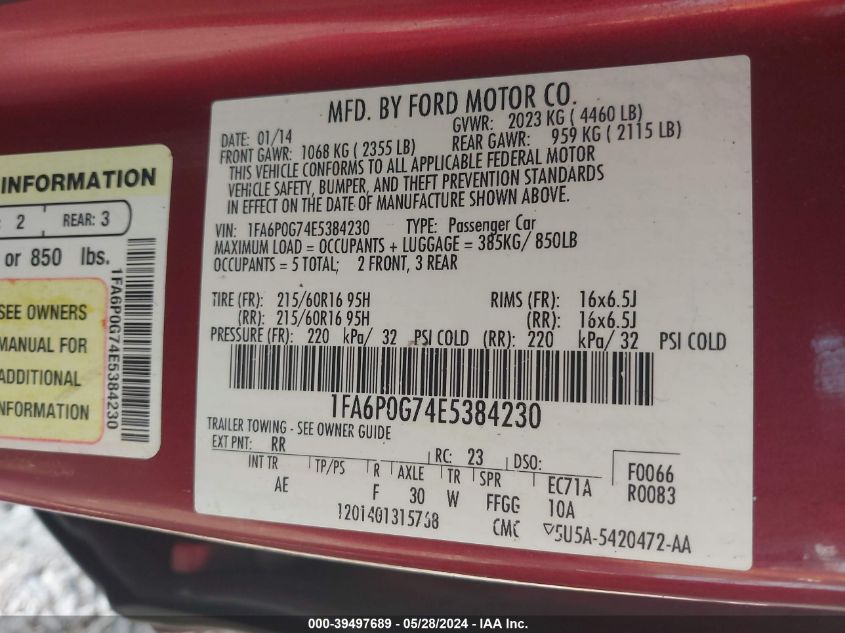 INFORMATION
: 2 REAR: 3
or 850 lbs.
SEE OWNERS
MANUAL FOR
ADDITIONAL
INFORMATION
1FA6P0G74E5384230
MFD. BY FORD MOTOR CO.
DATE: 01/14 GVWR: 2023 KG ( 4460 LB)
FRONT GAWR: 1068 KG ( 2355 LB) REAR GAWR: 959 KG ( 2115 LB)
THIS VEHICLE CONFORMS TO ALL APPLICABLE FEDERAL MOTOR
VEHICLE SAFETY, BUMPER, AND THEFT PREVENTION STANDARDS
IN EFFECT ON THE DATE OF MANUFACTURE SHOWN ABOVE.
VIN: 1FA6P0G74E5384230 TYPE: Passenger Car
MAXIMUM LOAD = OCCUPANTS + LUGGAGE = 385KG/ 850LB
OCCUPANTS = 5 TOTAL; 2 FRONT, 3 REAR
TIRE (FR): 215/60R16 95H RIMS (FR): 16x6.5J
(RR): 215/60R16 95H (RR): 16x6.5J
PRESSURE (FR): 220 kPa/ 32 PSI COLD (RR): 220 kPa/ 32 PSI COLD
1FA6P0G74E5384230
TRAILER TOWING - SEE OWNER GUIDE
EXT PNT: RR RC: 23 DSO: F0066
INT TR TP/PS R AXLE TR SPR EC71A R0083
AE F 30 W FFGG 10A
1201401315768 CMC ▽5U5A-5420472-AA
000-39497689 / 05/28/2024 - IAA Inc.